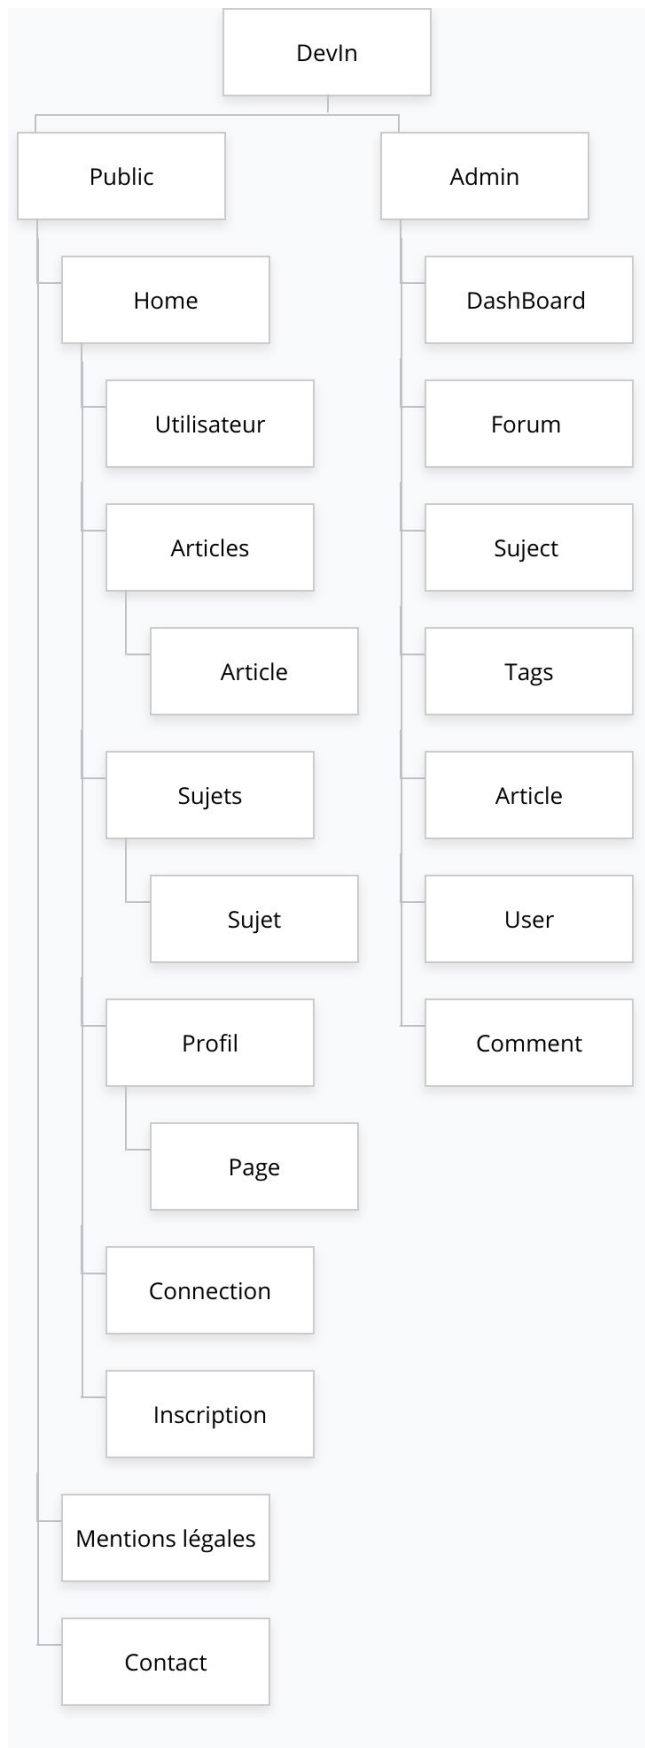 DevIn
Public
Admin
Home
DashBoard
Utilisateur
Forum
Articles
Suject
Article
Tags
Sujets
Article
Sujet
User
Profil
Comment
Page
Connection
Inscription
Mentions légales
Contact